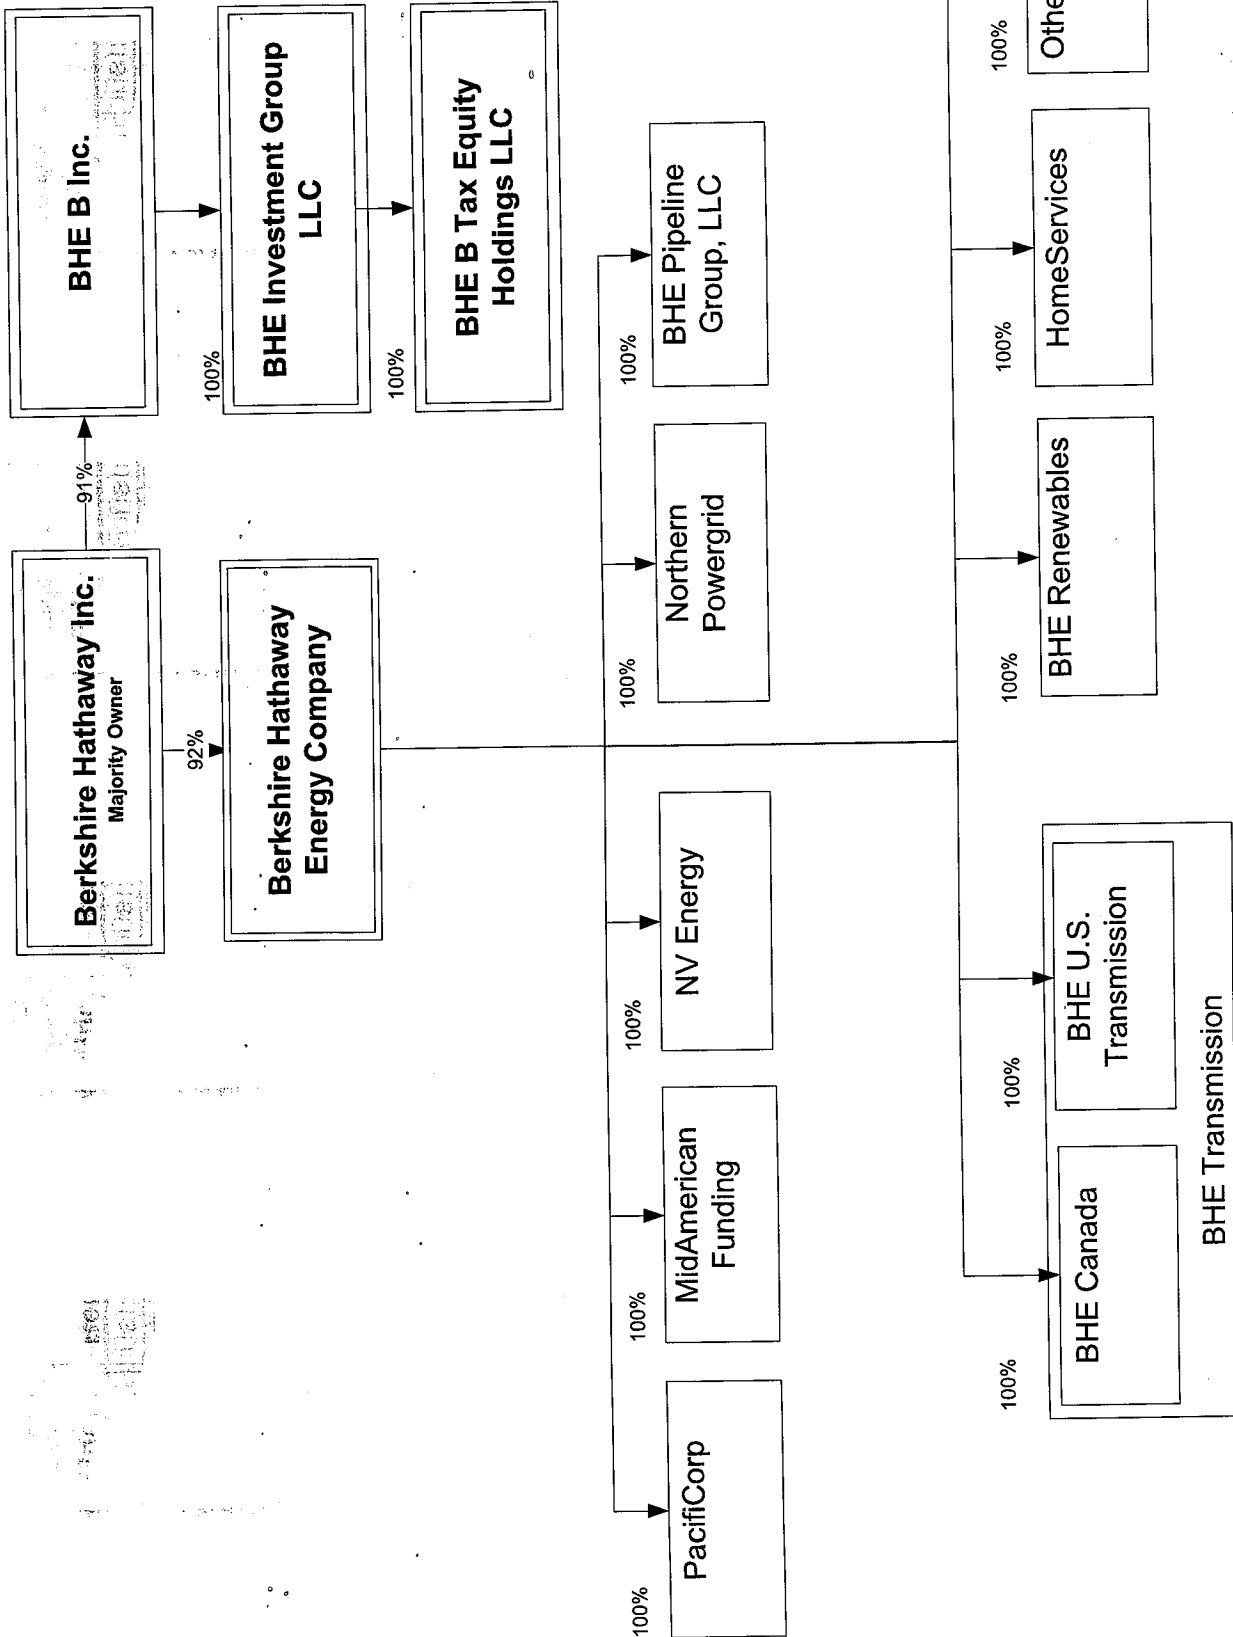 Berkshire Hathaway Inc.
Majority Owner
91%
BHE B Inc.
92%
Berkshire Hathaway
Energy Company
100%
BHE Investment Group
LLC
100%
BHE B Tax Equity
Holdings LLC
100%
PacifiCorp
100%
MidAmerican
Funding
100%
NV Energy
100%
Northern
Powergrid
100%
BHE Pipeline
Group, LLC
100%
BHE Canada
100%
BHE U.S.
Transmission
BHE Transmission
100%
BHE Renewables
100%
HomeServices
100%
Othe